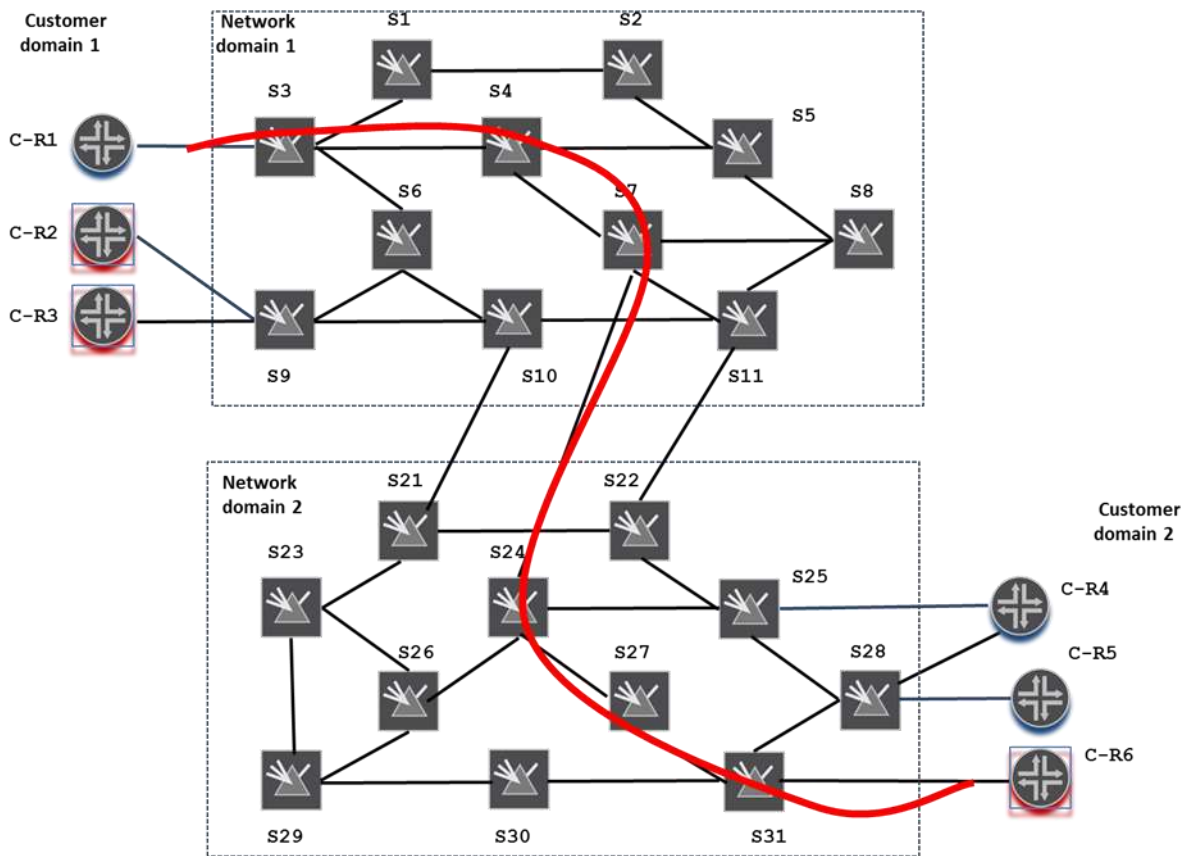 Customer
domain 1
Network
domain 1
S1
S2
S3
S4
S5
C-R1
S6
S7
S8
C-R2
C-R3
S9
S10
S11
Network
domain 2
S21
S22
Customer
domain 2
S23
S24
S25
C-R4
S26
S27
S28
C-R5
C-R6
S29
S30
S31